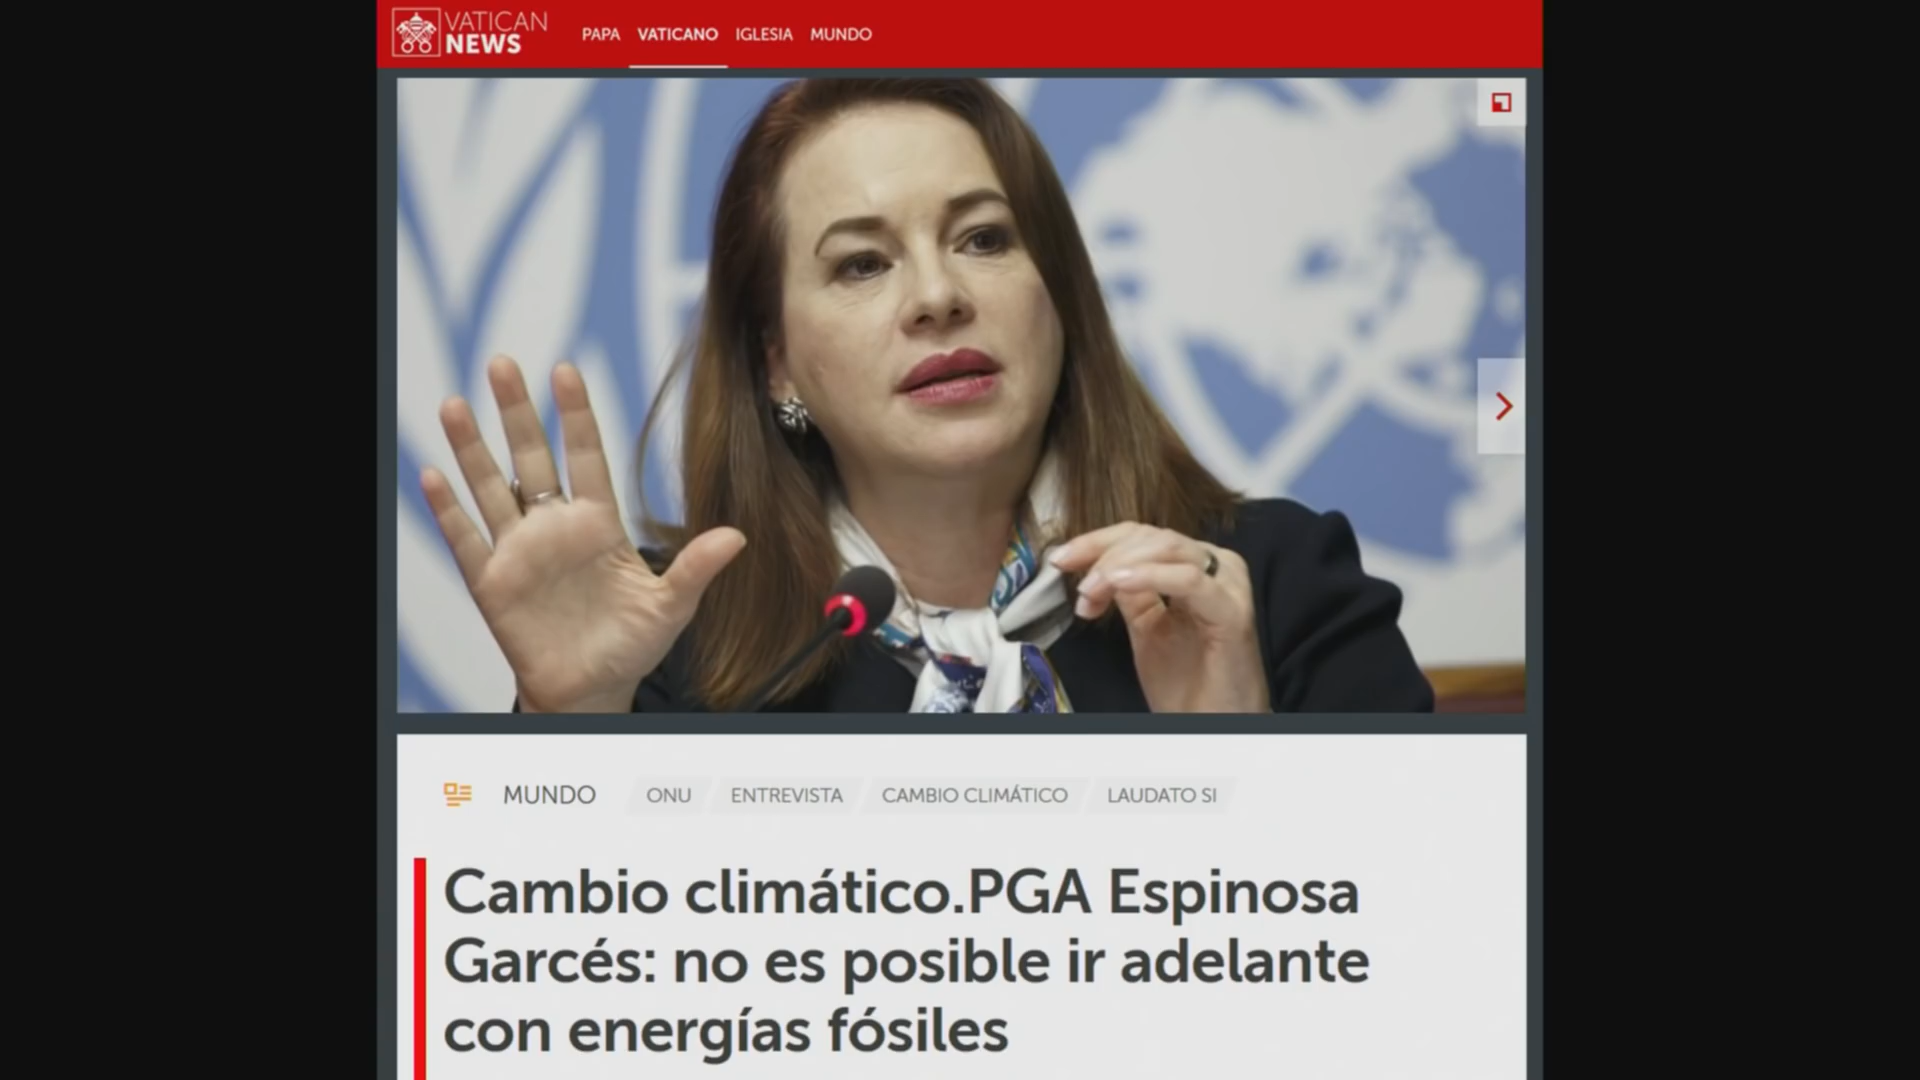 VATICAN
NEWS
PAPA VATICANO IGLESIA MUNDO
MUNDO ONU ENTREVISTA CAMBIO CLIMÁTICO LAUDATO SI
Cambio climático.PGA Espinosa
Garcés: no es posible ir adelante
con energías fósiles